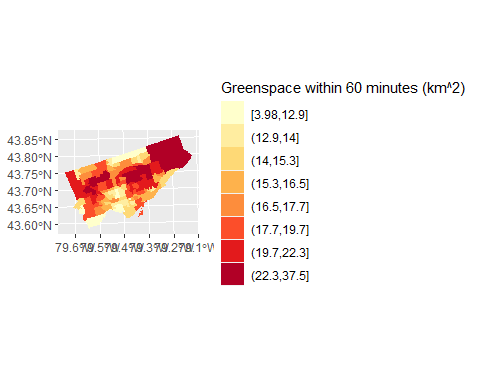 Greenspace within 60 minutes (km^2)
[3.98,12.9]
(12.9,14]
(14,15.3]
(15.3,16.5]
(16.5,17.7]
(17.7,19.7]
(19.7,22.3]
(22.3,37.5]
43.85°N
43.80°N
43.75°N
43.70°N
43.65°N
43.60°N